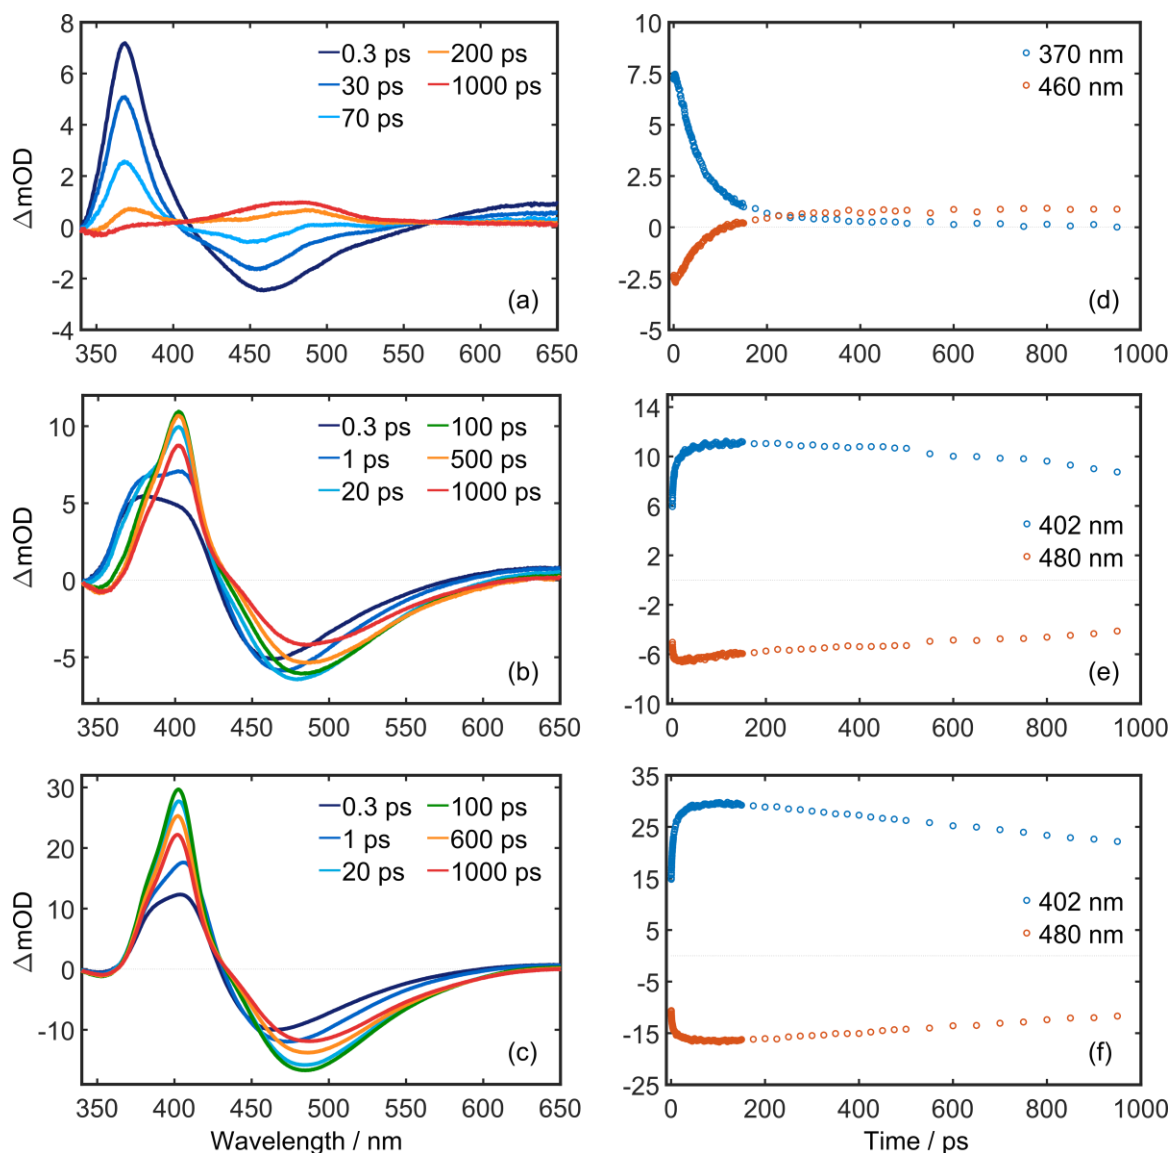 8
6
4
2
0
-2
-4
ΔmOD
0.3 ps
200 ps
30 ps
1000 ps
70 ps
(a)
350 400 450 500 550 600 650
10
7.5
5
2.5
0
-2.5
-5
370 nm
460 nm
(d)
0 200 400 600 800 1000
10
5
0
-5
ΔmOD
0.3 ps
100 ps
1 ps
500 ps
20 ps
1000 ps
(b)
350 400 450 500 550 600 650
14
10
6
2
-2
-6
-10
402 nm
480 nm
(e)
0 200 400 600 800 1000
30
20
10
0
-10
ΔmOD
0.3 ps
100 ps
1 ps
600 ps
20 ps
1000 ps
(c)
350 400 450 500 550 600 650
Wavelength / nm
35
25
15
5
-5
-15
-25
402 nm
480 nm
(f)
0 200 400 600 800 1000
Time / ps